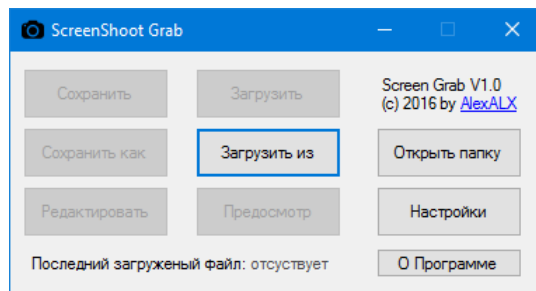 ScreenShoot Grab
Сохранить
Загрузить
Screen Grab V1.0
(c) 2016 by AlexALX
Сохранить как
Загрузить из
Открыть папку
Редактировать
Предосмотр
Настройки
Последний загруженый файл: отсуствует
О Программе